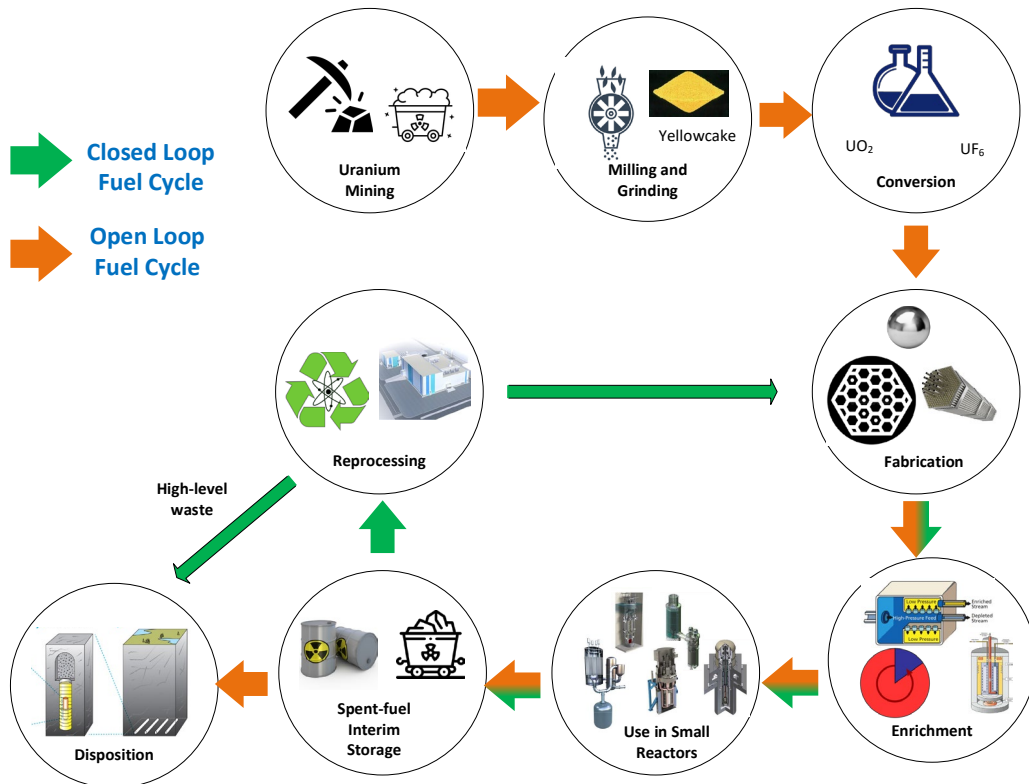 Uranium
Mining
Yellowcake
Milling and
Grinding
UO₂
UF₆
Conversion
Closed Loop
Fuel Cycle
Open Loop
Fuel Cycle
Reprocessing
Fabrication
High-level
waste
Disposition
Spent-fuel
Interim
Storage
Use in Small
Reactors
Low Pressure
High-Pressure Feed
Low Pressure
Enriched
Stream
Depleted
Stream
Enrichment